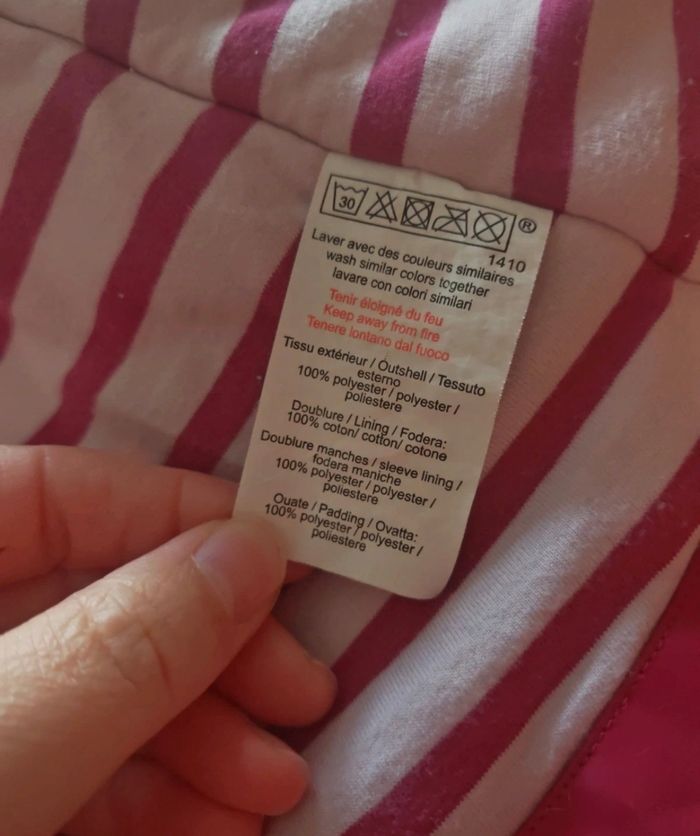 30 ®
1410
Laver avec des couleurs similaires
wash similar colors together
lavare con colori similari
Tenir éloigné du feu
Keep away from fire
Tenere lontano dal fuoco
Tissu extérieur / Outshell / Tessuto
esterno
100% polyester / polyester /
poliestere
Doublure / Lining / Fodera:
100% coton/ cotton/ cotone
Doublure manches / sleeve lining /
fodera maniche
100% polyester / polyester /
poliestere
Ouate / Padding / Ovatta:
100% polyester / polyester /
poliestere